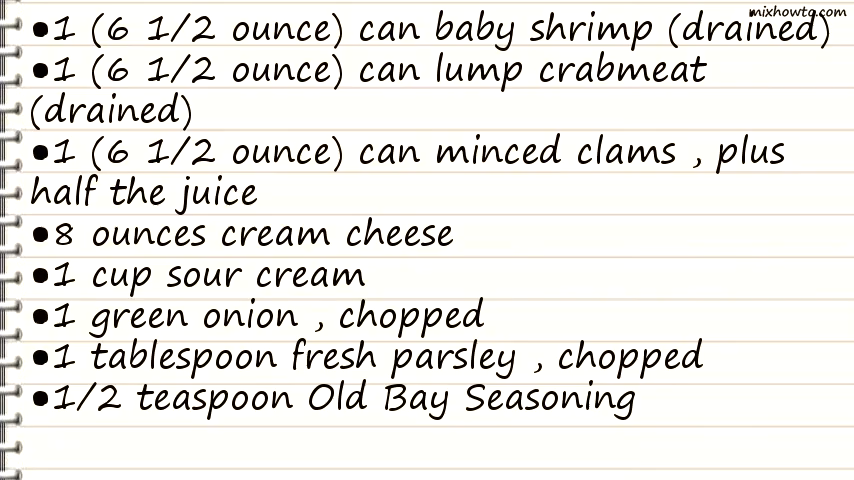 mixhowto.com
•1 (6 1/2 ounce) can baby shrimp (drained)
•1 (6 1/2 ounce) can lump crabmeat
(drained)
•1 (6 1/2 ounce) can minced clams , plus
half the juice
•8 ounces cream cheese
•1 cup sour cream
•1 green onion , chopped
•1 tablespoon fresh parsley , chopped
•1/2 teaspoon Old Bay Seasoning